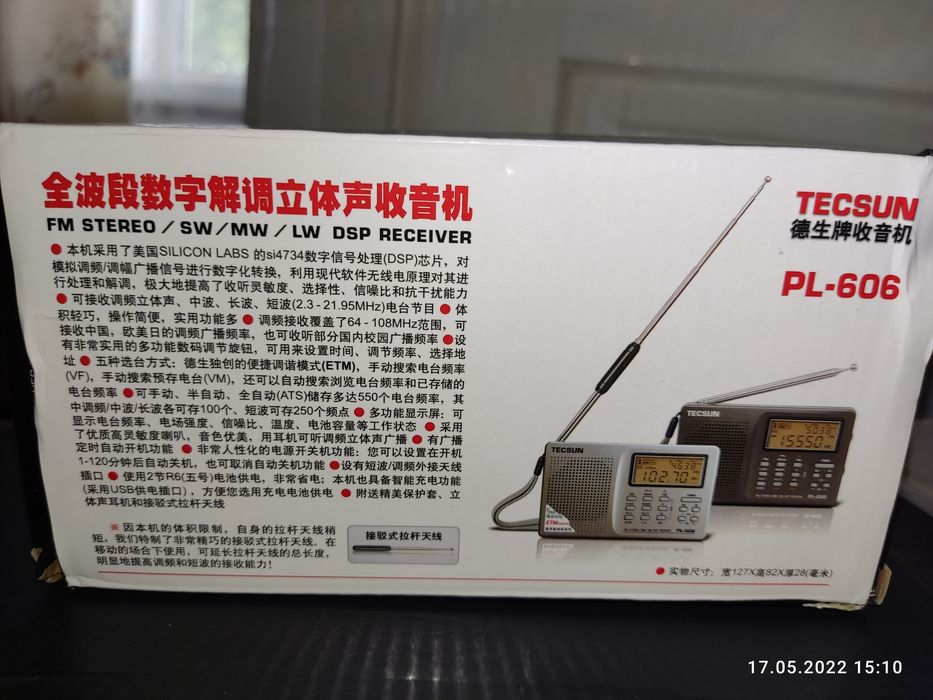 全波段数字解调立体声收音机
FM STEREO / SW/MW / LW DSP RECEIVER
● 本机采用了美国SILICON LABS 的si4734数字信号处理(DSP)芯片，对
模拟调频/调幅广播信号进行数字化转换，利用现代软件无线电原理对其进
行处理和解调，极大地提高了收听灵敏度、选择性、信噪比和抗干扰能力
● 可接收调频立体声、中波、长波、短波(2.3 - 21.95MHz)电台节目 ● 体
积轻巧，操作简便，实用功能多 ● 调频接收覆盖了64 - 108MHz范围，可
接收中国，欧美日的调频广播频率，也可收听部分国内校园广播频率 ● 设
有非常实用的多功能数码调节旋钮，可用来设置时间、调节频率、选择地
址 ● 五种选台方式：德生独创的便捷调谐模式(ETM)，手动搜索电台频率
(VF)，手动搜索预存电台(VM)，还可以自动搜索浏览电台频率和已存储的
电台频率 ● 可手动、半自动、全自动(ATS)储存多达550个电台频率，其
中调频/中波/长波各可存100个、短波可存250个频点 ● 多功能显示屏：可
显示电台频率、电场强度、信噪比、温度、电池容量等工作状态 ● 采用
了优质高灵敏度喇叭，音色优美，用耳机可听调频立体声广播 ● 有广播
定时自动开机功能 ● 非常人性化的电源开关机功能：您可以设置在开机
1-120分钟后自动关机，也可取消自动关机功能 ● 设有短波/调频外接天线
插口 ● 使用2节R6(五号)电池供电，非常省电；本机也具备智能充电功能
(采用USB供电插口)，方便您选用充电电池供电 ● 附送精美保护套、立
体声耳机和接驳式拉杆天线
※ 因本机的体积限制，自身的拉杆天线稍
短，我们特制了非常精巧的接驳式拉杆天线。在
移动的场合下使用，可延长拉杆天线的总长度，
明显地提高调频和短波的接收能力！
接驳式拉杆天线
TECSUN
德生牌收音机
PL-606
TECSUN
15550
PL-606
TECSUN
102.70
ETM
PL-606
● 实物尺寸：宽127X高82X厚28(毫米)
17.05.2022 15:10